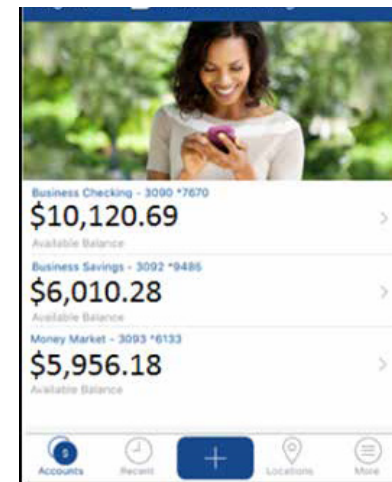 Business Checking - 3090 *7670
$10,120.69
Available Balance
Business Savings - 3092 *9486
$6,010.28
Available Balance
Money Market - 3093 *6133
$5,956.18
Available Balance
Accounts
Recent
Locations
More